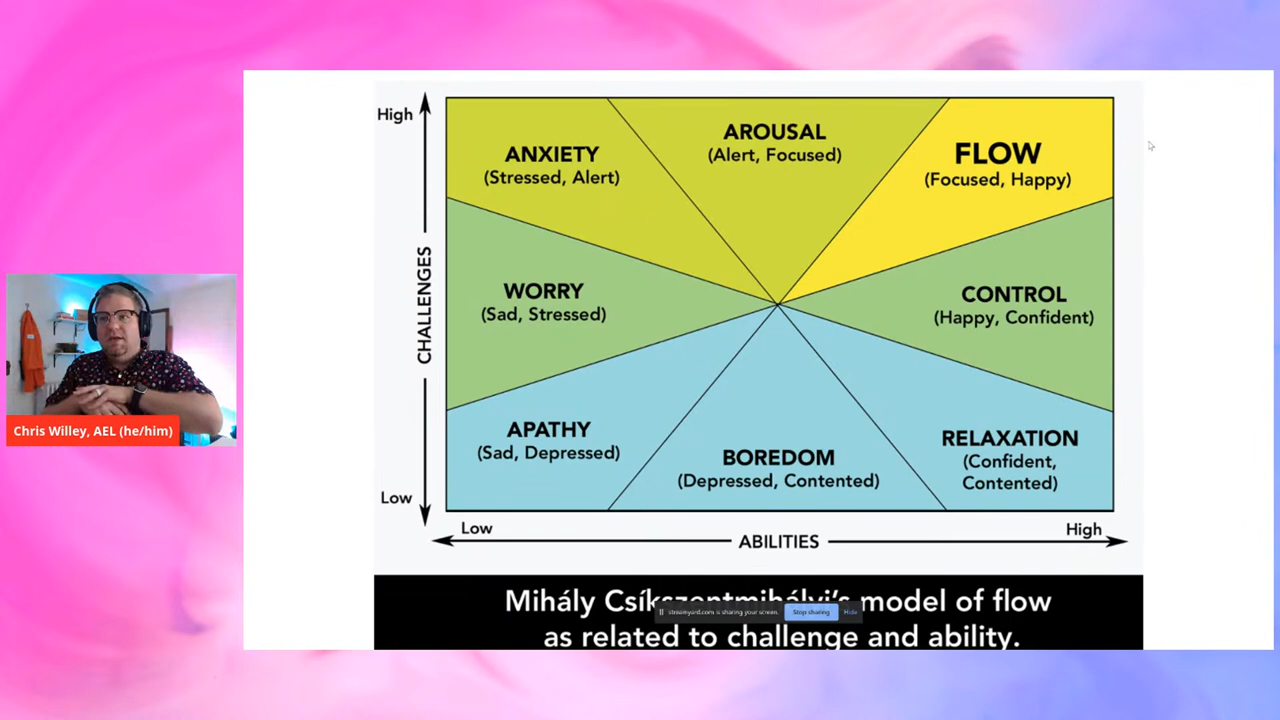 High
ANXIETY
(Stressed, Alert)
AROUSAL
(Alert, Focused)
FLOW
(Focused, Happy)
CHALLENGES
WORRY
(Sad, Stressed)
CONTROL
(Happy, Confident)
APATHY
(Sad, Depressed)
BOREDOM
(Depressed, Contented)
RELAXATION
(Confident,
Contented)
Low
Low
ABILITIES
High
Mihály Csíkszentmihályi's model of flow
as related to challenge and ability.
streamyard.com is sharing your screen.
Stop sharing
Hide
Chris Willey, AEL (he/him)